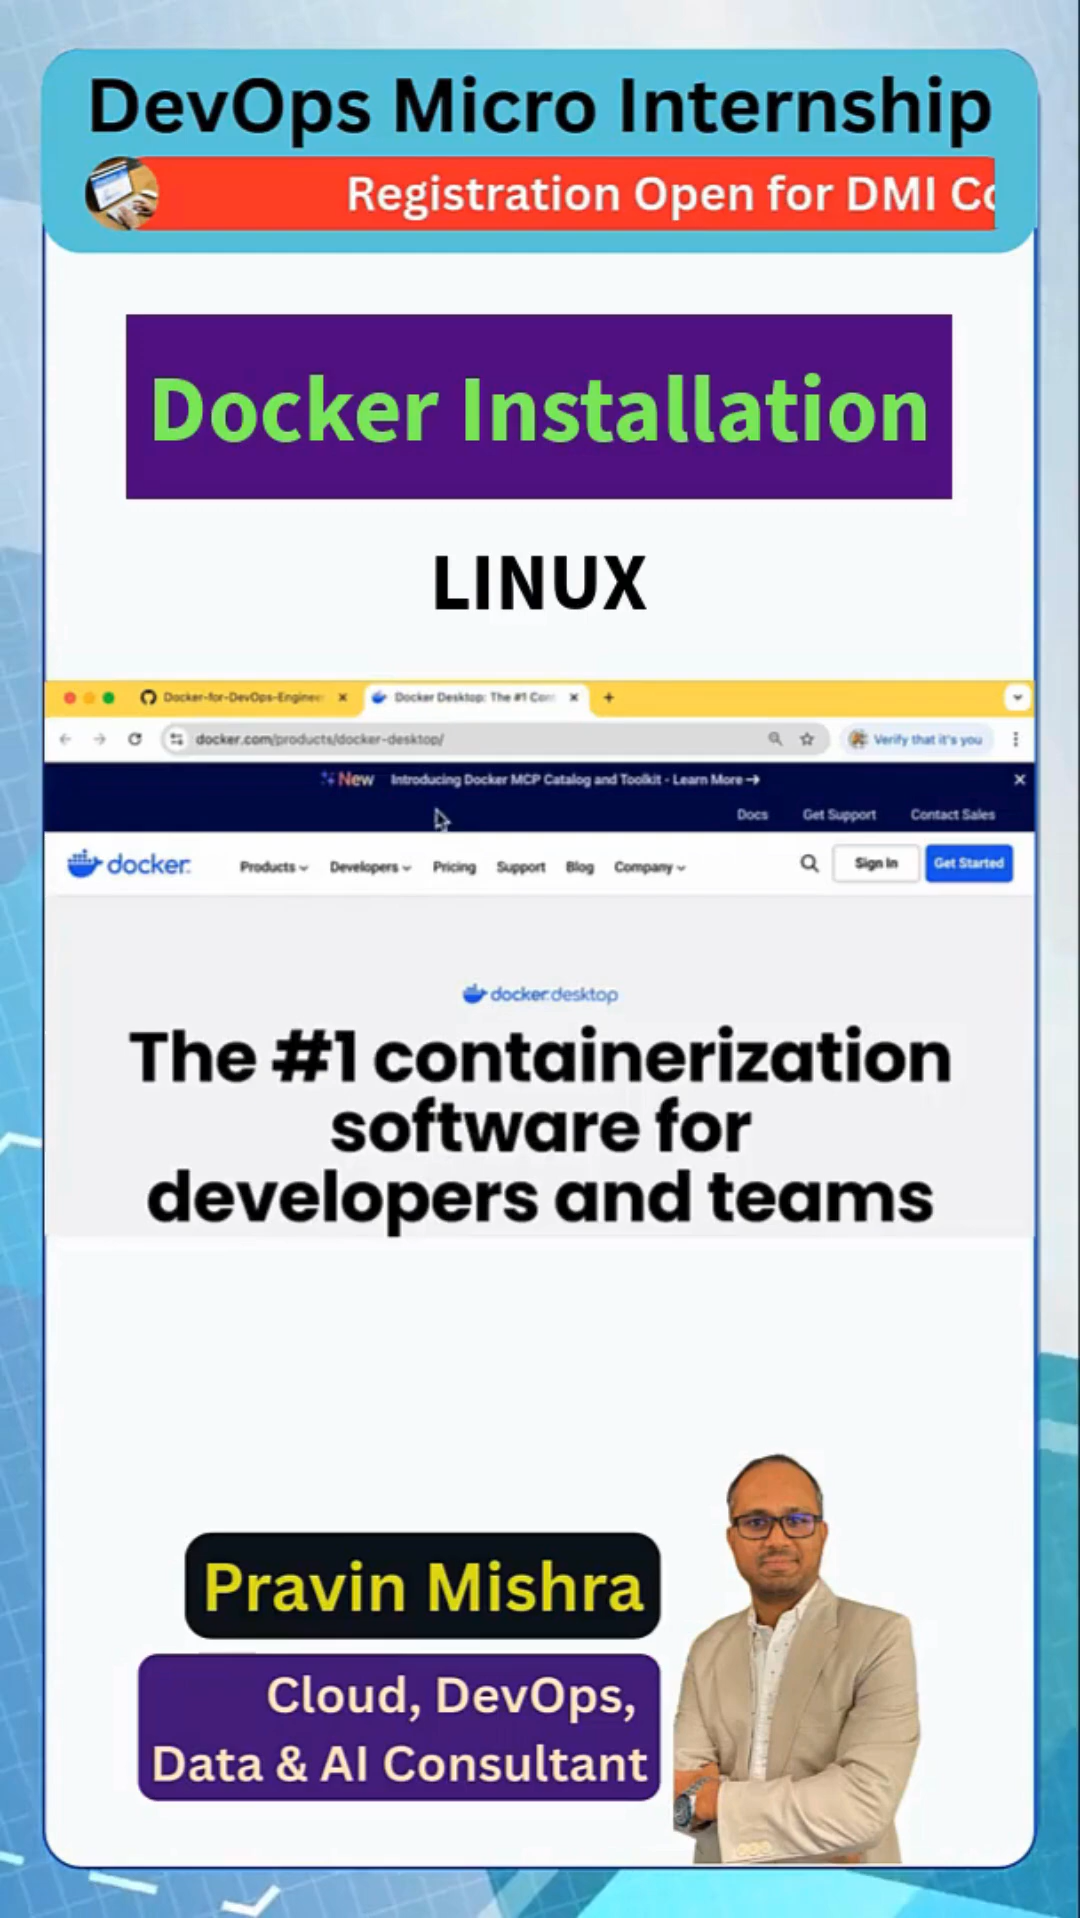 DevOps Micro Internship
Registration Open for DMI
Docker Installation
LINUX
Docker-for-DevOps-Enginee
Docker Desktop: The #1 Con
docker.com/products/docker-desktop/
Verify that it's you
New Introducing Docker MCP Catalog and Toolkit - Learn More →
Docs Get Support Contact Sales
docker.
Products Developers Pricing Support Blog Company
Sign In Get Started
docker.desktop
The #1 containerization
software for
developers and teams
Pravin Mishra
Cloud, DevOps,
Data & AI Consultant